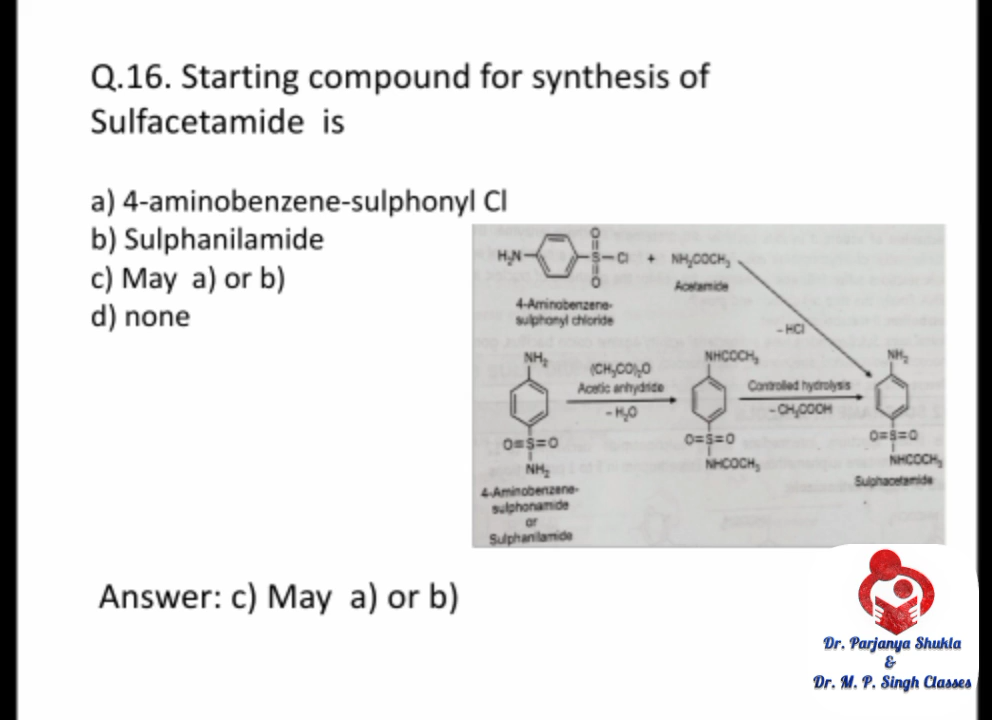 Q.16. Starting compound for synthesis of
Sulfacetamide is
a) 4-aminobenzene-sulphonyl Cl
b) Sulphanilamide
c) May a) or b)
d) none
H₂N
O
S
Cl
+
NH₂COCH₃
O
Acetamide
4-Aminobenzene-
sulphonyl chloride
- HCl
NH₂
(CH₃CO)₂O
Acetic anhydride
- H₂O
NHCOCH₃
Controlled hydrolysis
- CH₃COOH
NH₂
O=S=O
NH₂
O=S=O
NHCOCH₃
O=S=O
NHCOCH₃
Sulphacetamide
4-Aminobenzene-
sulphonamide
or
Sulphanilamide
Answer: c) May a) or b)
Dr. Parjanya Shukla
&
Dr. M. P. Singh Classes